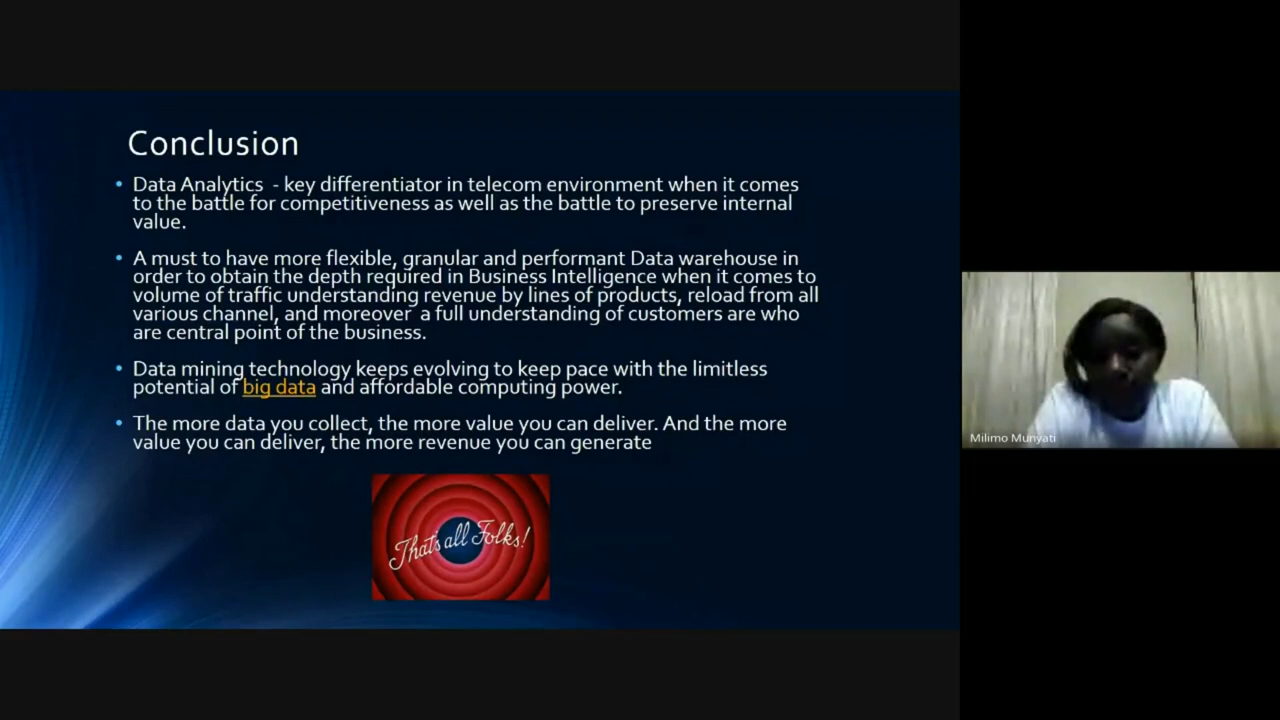 Conclusion
• Data Analytics - key differentiator in telecom environment when it comes
to the battle for competitiveness as well as the battle to preserve internal
value.
• A must to have more flexible, granular and performant Data warehouse in
order to obtain the depth required in Business Intelligence when it comes to
volume of traffic understanding revenue by lines of products, reload from all
various channel, and moreover a full understanding of customers are who
are central point of the business.
• Data mining technology keeps evolving to keep pace with the limitless
potential of big data and affordable computing power.
• The more data you collect, the more value you can deliver. And the more
value you can deliver, the more revenue you can generate
That's all Folks!
Milimo Munyati